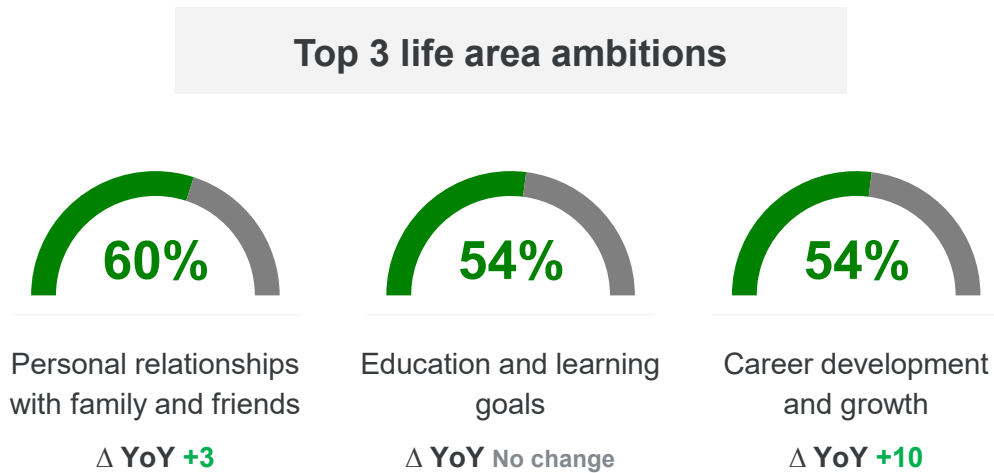 Top 3 life area ambitions
60%
54%
54%
Personal relationships
with family and friends
Δ YoY +3
Education and learning
goals
Δ YoY No change
Career development
and growth
Δ YoY +10